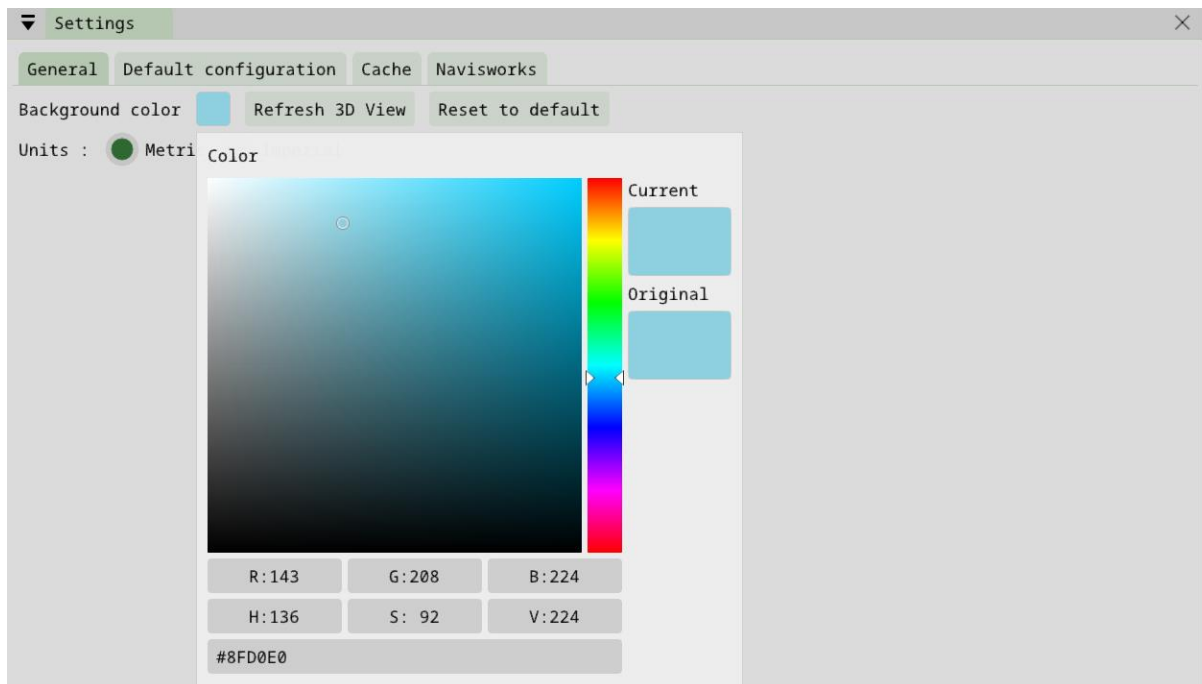 Settings
General Default configuration Cache Navisworks
Background color Refresh 3D View Reset to default
Units : Metri
Color
Current
Original
R:143 G:208 B:224
H:136 S: 92 V:224
#8FD0E0